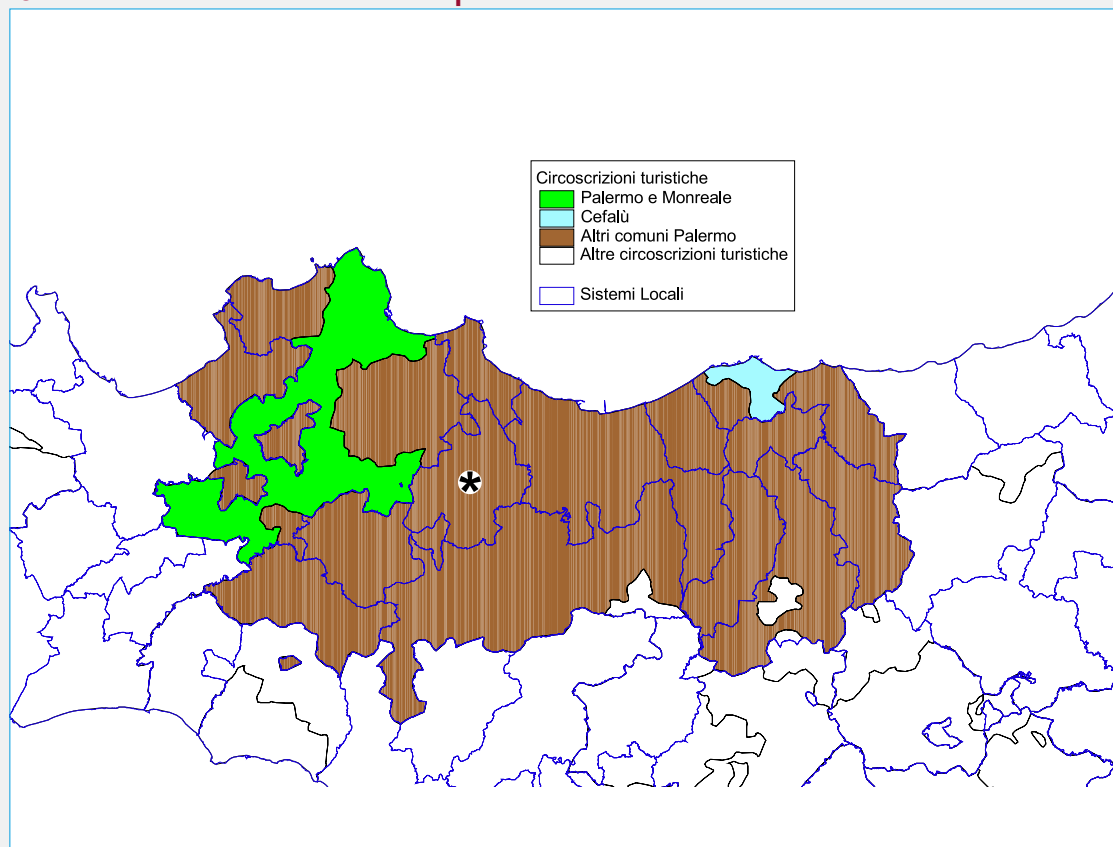 Circoscrizioni turistiche
Palermo e Monreale
Cefalù
Altri comuni Palermo
Altre circoscrizioni turistiche
Sistemi Locali
*